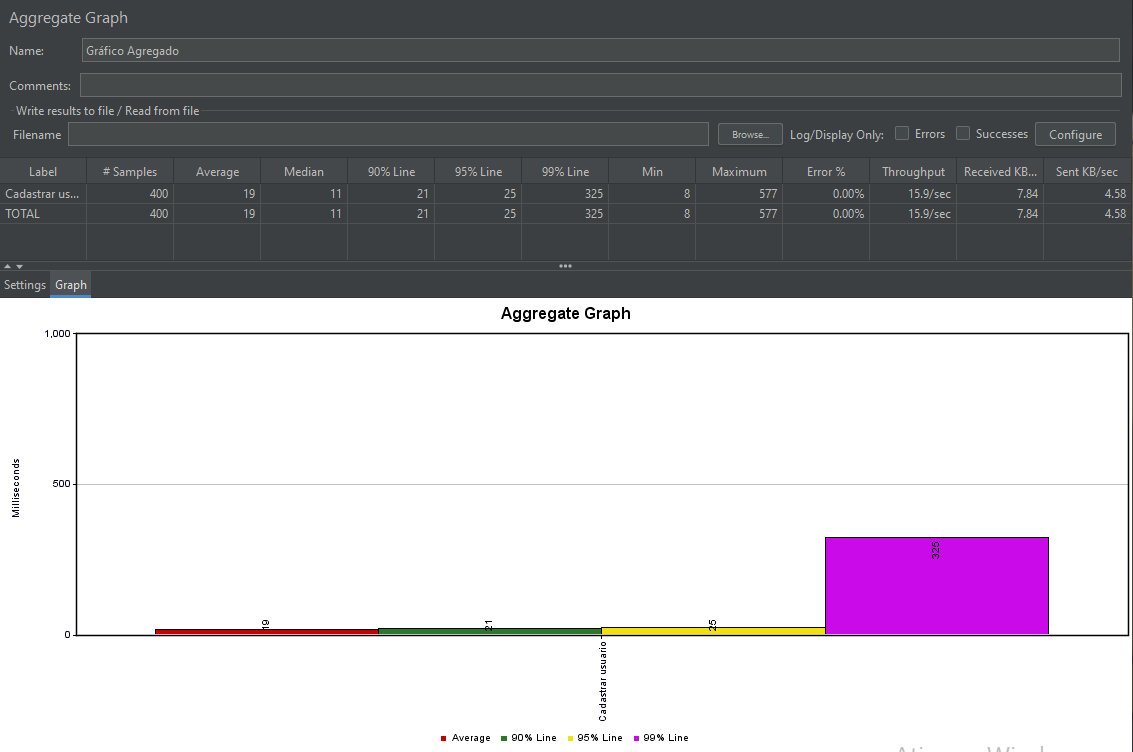 Aggregate Graph
Name: Gráfico Agregado
Comments:
Write results to file / Read from file
Filename Browse... Log/Display Only: Errors Successes Configure
Label # Samples Average Median 90% Line 95% Line 99% Line Min Maximum Error % Throughput Received KB... Sent KB/sec
Cadastrar us... 400 19 11 21 25 325 8 577 0.00% 15.9/sec 7.84 4.58
TOTAL 400 19 11 21 25 325 8 577 0.00% 15.9/sec 7.84 4.58
Settings Graph
Aggregate Graph
1,000
500
0
Milliseconds
19
21
25
325
Cadastrar usuario
Average 90% Line 95% Line 99% Line